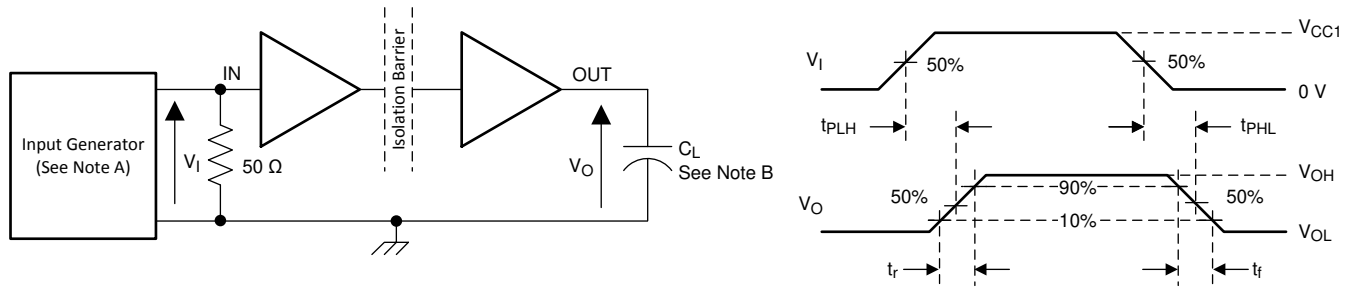 IN
OUT
Isolation Barrier
Input Generator
(See Note A)
VI
50 Ω
VO
CL
See Note B
VI
50%
50%
VCC1
0 V
tPLH
tPHL
VO
50%
90%
50%
10%
VOH
VOL
tr
tf